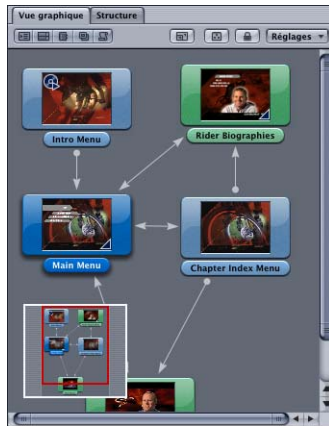 Vue graphique Structure
Réglages
Intro Menu
Rider Biographies
Main Menu
Chapter Index Menu